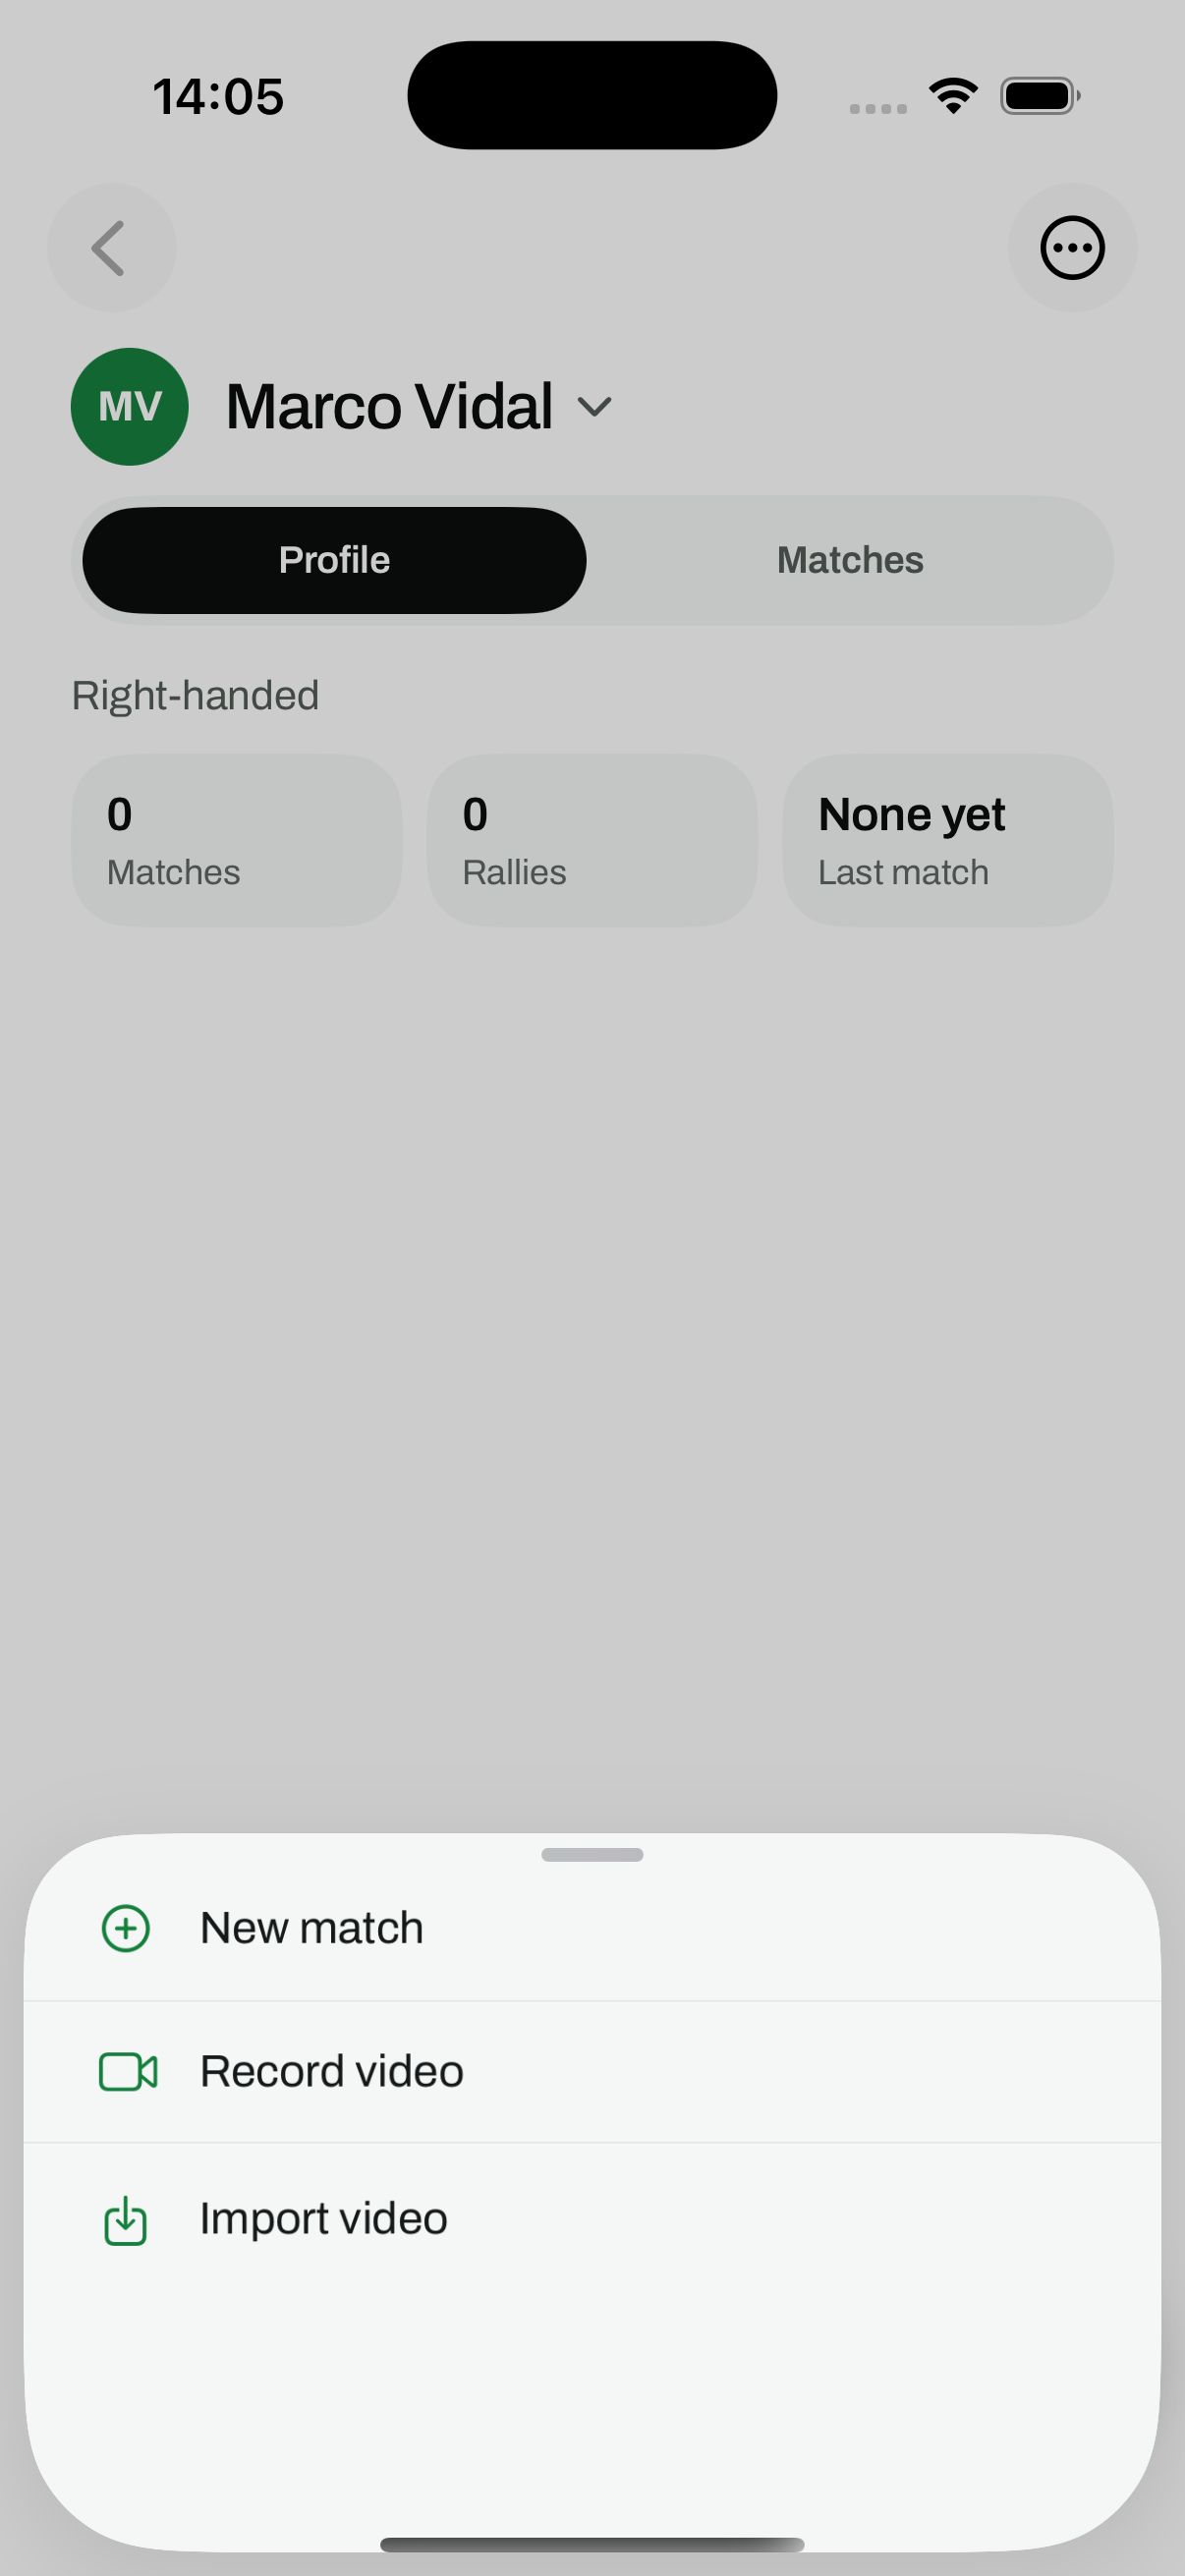 14:05
MV
Marco Vidal
Profile
Matches
Right-handed
0
Matches
0
Rallies
None yet
Last match
New match
Record video
Import video